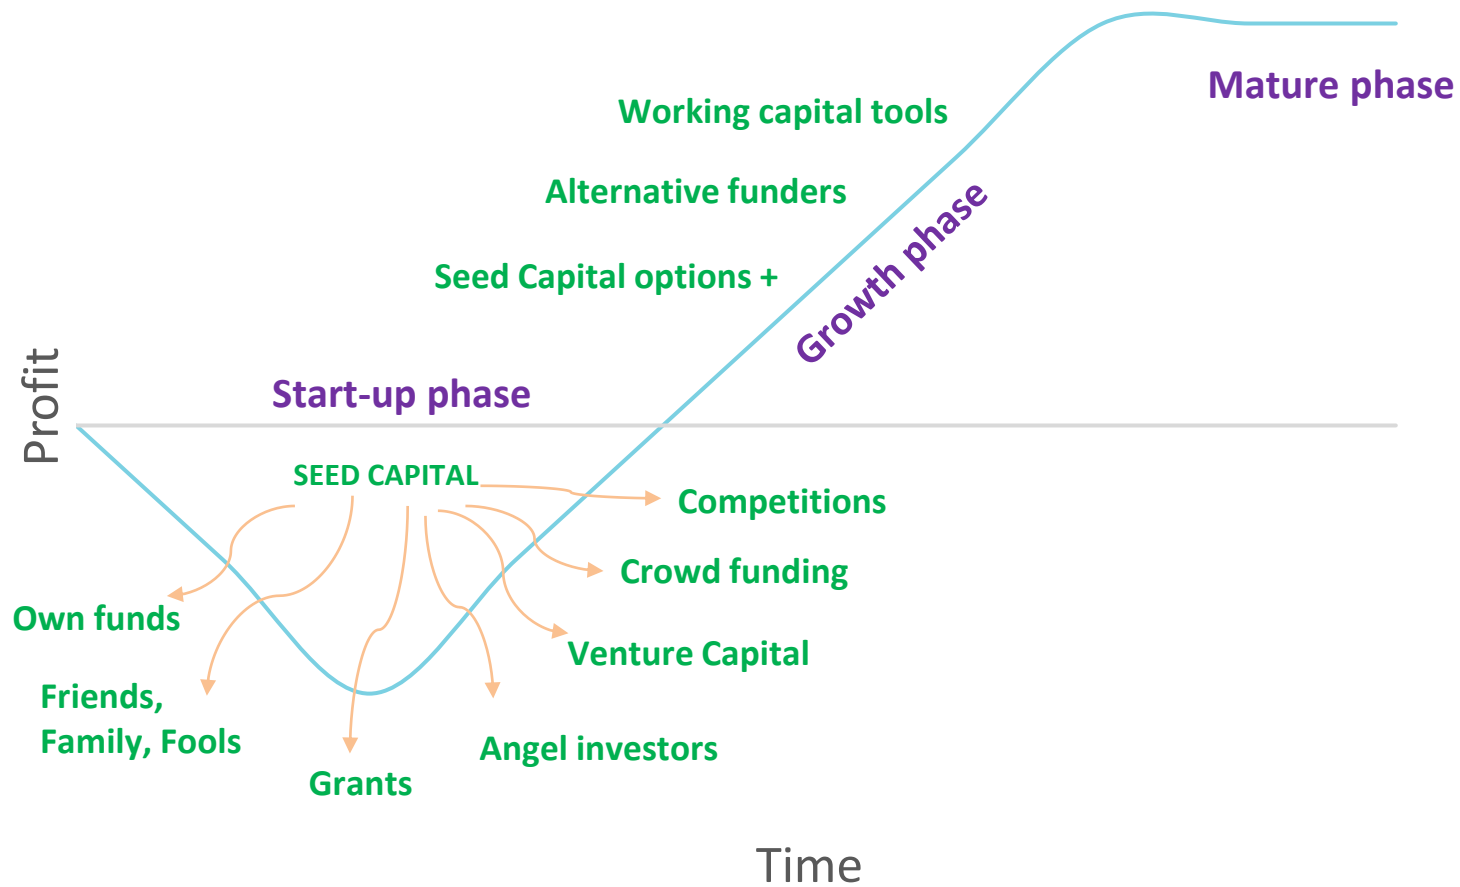 Mature phase
Working capital tools
Alternative funders
Growth phase
Seed Capital options +
Profit
Start-up phase
SEED CAPITAL
Competitions
Crowd funding
Own funds
Venture Capital
Friends,
Family, Fools
Angel investors
Grants
Time